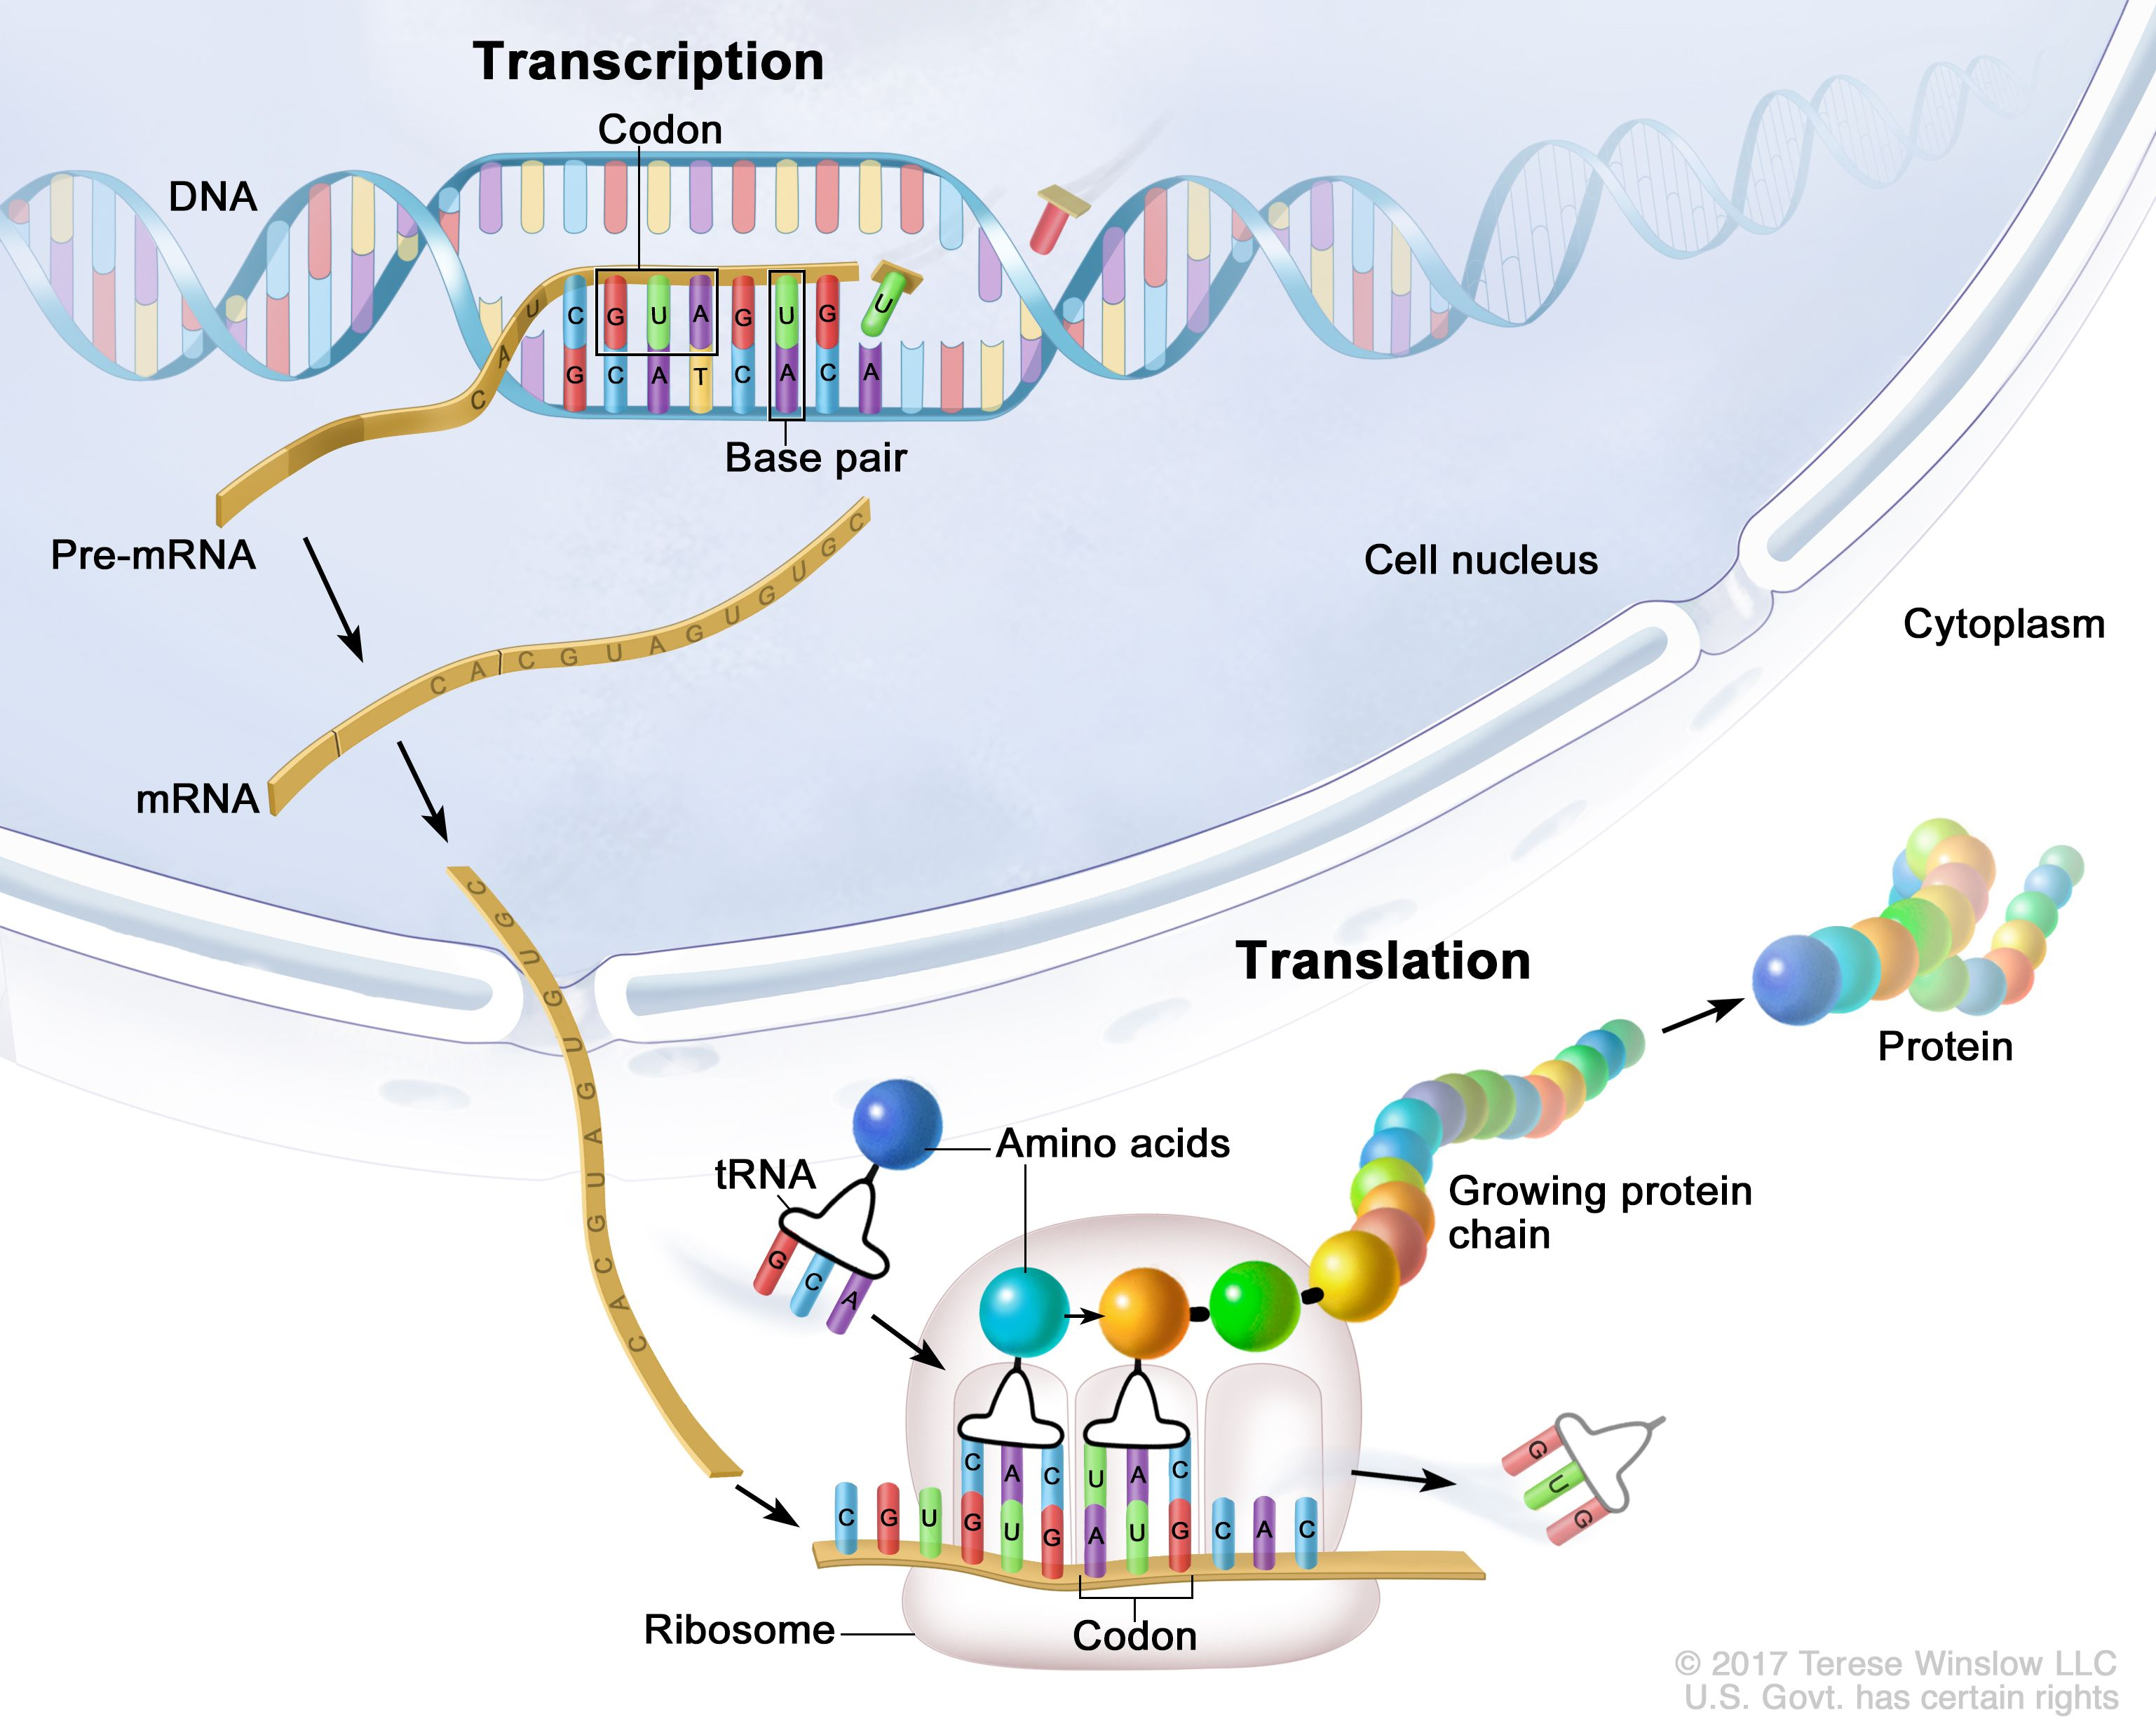 Transcription
Codon
DNA
U C G U A G U G U
A
C
G C A T C A C A
Base pair
Pre-mRNA
C A C G U A G U G U G C
mRNA
Cell nucleus
Cytoplasm
C G U G U G A U G C A C
Translation
Protein
Amino acids
tRNA
G C A
Growing protein
chain
C A C U A C
C G U G U G A U G C A C
G U G
Ribosome
Codon
© 2017 Terese Winslow LLC
U.S. Govt. has certain rights